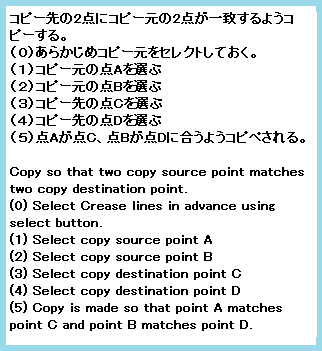 コピー先の2点にコピー元の2点が一致するようコ
ピーする。
(0)あらかじめコピー元をセレクトしておく。
(1)コピー元の点Aを選ぶ
(2)コピー元の点Bを選ぶ
(3)コピー先の点Cを選ぶ
(4)コピー先の点Dを選ぶ
(5)点Aが点C、点Bが点Dに合うようコピペされる。
Copy so that two copy source point matches
two copy destination point.
(0) Select Crease lines in advance using
select button.
(1) Select copy source point A
(2) Select copy source point B
(3) Select copy destination point C
(4) Select copy destination point D
(5) Copy is made so that point A matches
point C and point B matches point D.